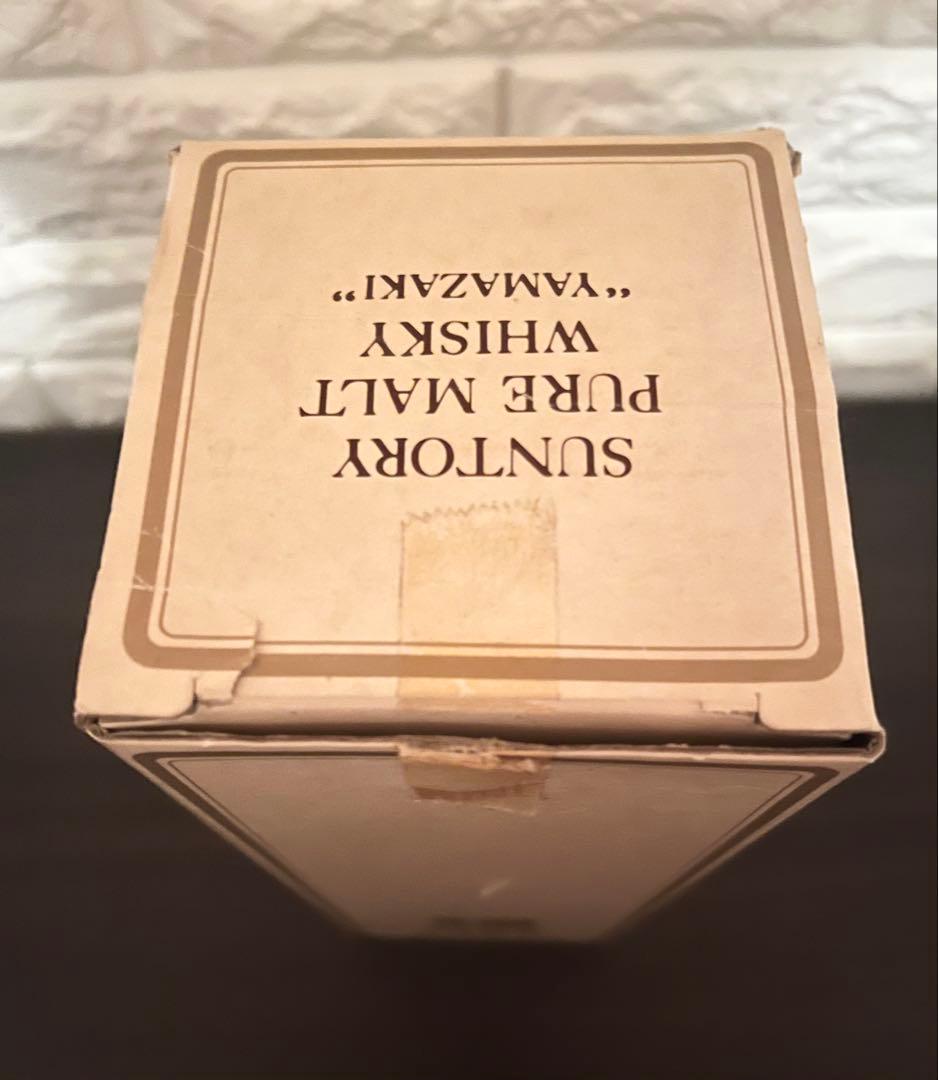 SUNTORY
PURE MALT
WHISKY
“YAMAZAKI”